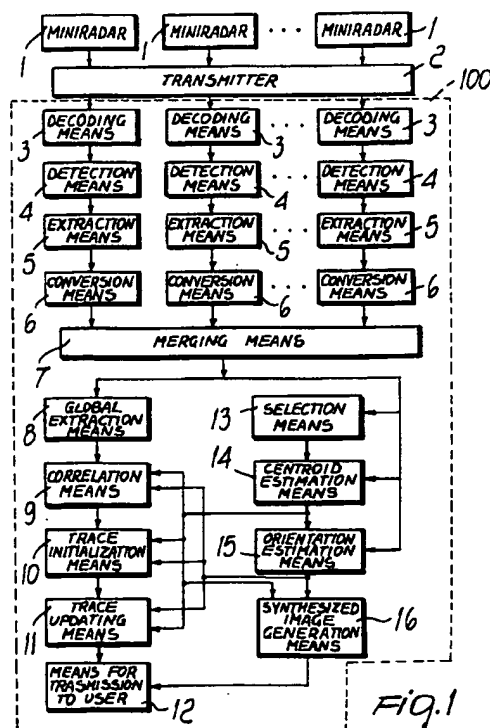 MINIRADAR MINIRADAR . . . MINIRADAR 1
1 1
TRANSMITTER 2
100
DECODING MEANS DECODING MEANS . . . DECODING MEANS
3 3 3
DETECTION MEANS DETECTION MEANS . . . DETECTION MEANS
4 4 4
EXTRACTION MEANS EXTRACTION MEANS . . . EXTRACTION MEANS
5 5 5
CONVERSION MEANS CONVERSION MEANS . . . CONVERSION MEANS
6 6 6
MERGING MEANS
7
8 GLOBAL EXTRACTION MEANS
13 SELECTION MEANS
9 CORRELATION MEANS
14 CENTROID ESTIMATION MEANS
10 TRACE INITIALIZATION MEANS
15 ORIENTATION ESTIMATION MEANS
11 TRACE UPDATING MEANS
SYNTHESIZED IMAGE GENERATION MEANS 16
MEANS FOR TRASMISSION TO USER 12
Fig.1